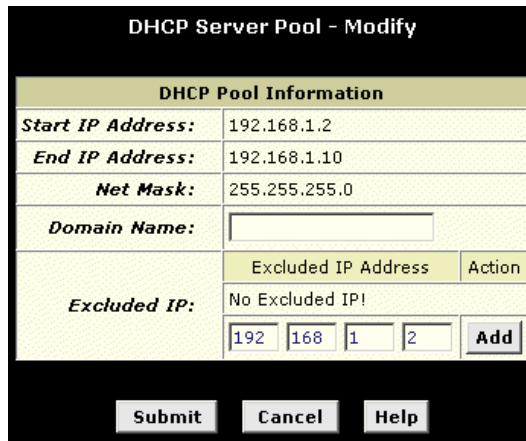 DHCP Server Pool - Modify
DHCP Pool Information
Start IP Address: 192.168.1.2
End IP Address: 192.168.1.10
Net Mask: 255.255.255.0
Domain Name:
Excluded IP Address Action
Excluded IP: No Excluded IP!
192 168 1 2 Add
Submit Cancel Help